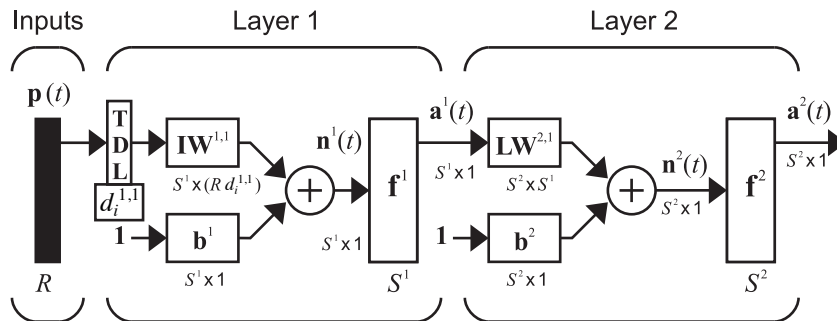 Inputs
Layer 1
Layer 2
p(t)
TDL
d_i^{1,1}
R
IW^{1,1}
S^1 x (R d_i^{1,1})
1
b^1
S^1 x 1
n^1(t)
S^1 x 1
f^1
S^1
a^1(t)
S^1 x 1
LW^{2,1}
S^2 x S^1
1
b^2
S^2 x 1
n^2(t)
S^2 x 1
f^2
S^2
a^2(t)
S^2 x 1